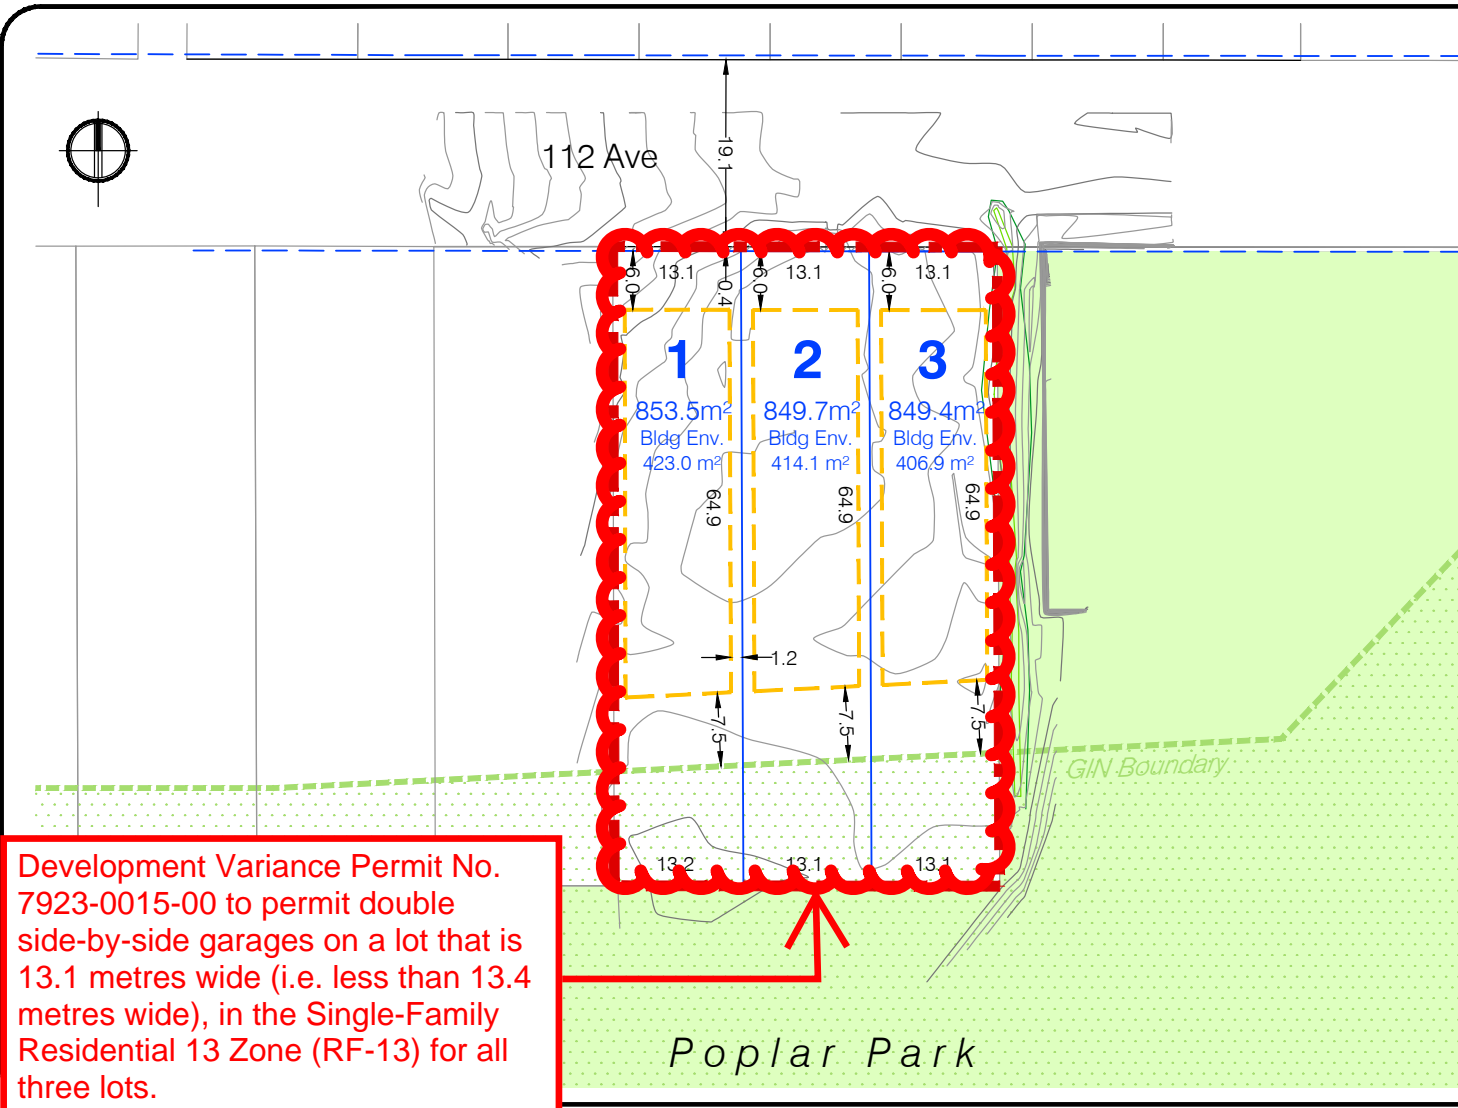 112 Ave
19.1
6.0
13.1
0.4
6.0
13.1
6.0
13.1
1
2
3
853.5m²
849.7m²
849.4m²
Bldg Env.
Bldg Env.
Bldg Env.
423.0 m²
414.1 m²
406.9 m²
64.9
64.9
64.9
1.2
7.5
7.5
7.5
GIN Boundary
13.2
13.1
13.1
Development Variance Permit No.
7923-0015-00 to permit double
side-by-side garages on a lot that is
13.1 metres wide (i.e. less than 13.4
metres wide), in the Single-Family
Residential 13 Zone (RF-13) for all
three lots.
Poplar Park